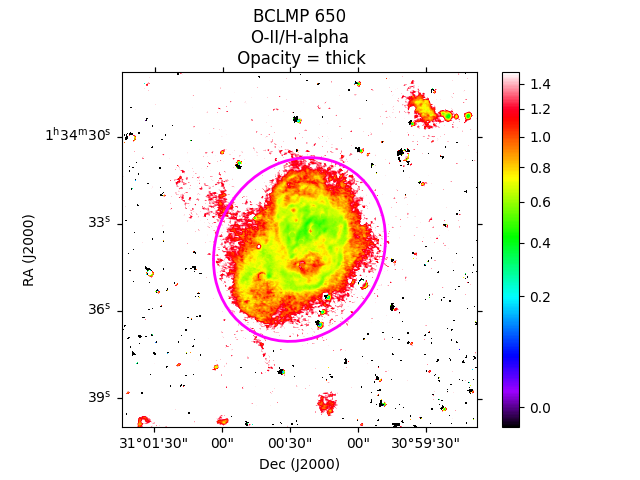 BCLMP 650
O-II/H-alpha
Opacity = thick
1ʰ34ᵐ30ˢ
33ˢ
36ˢ
39ˢ
RA (J2000)
31°01'30" 00" 00'30" 00" 30°59'30"
Dec (J2000)
1.4
1.2
1.0
0.8
0.6
0.4
0.2
0.0